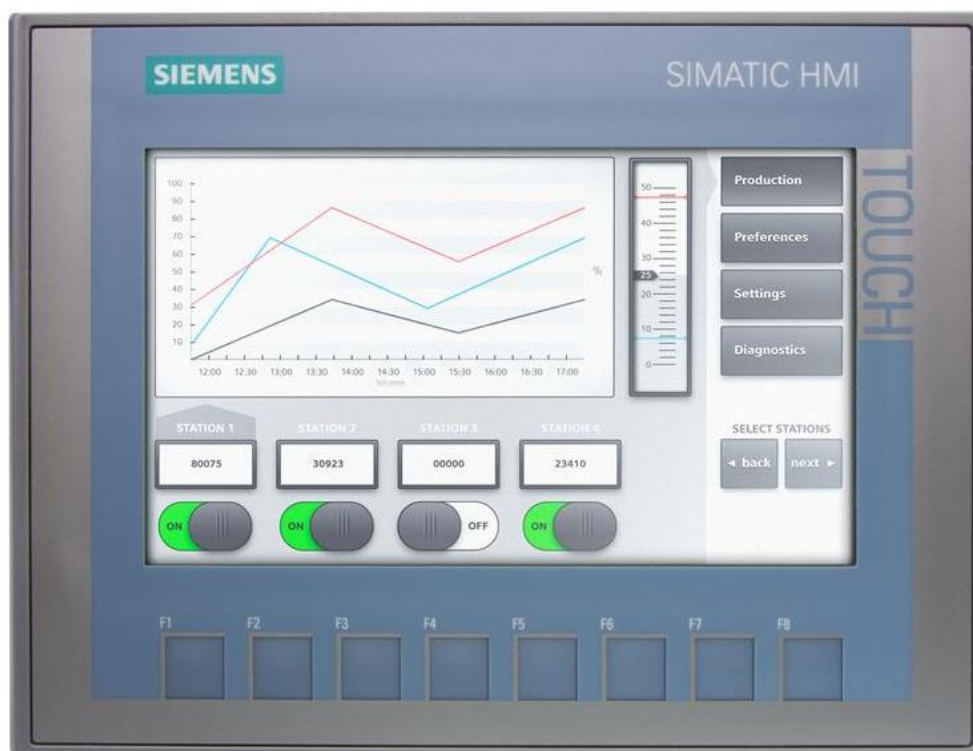 SIEMENS
SIMATIC HMI
TOUCH
100
90
80
70
60
50
40
30
20
10
%
12:00 12:30 13:00 13:30 14:00 14:30 15:00 15:30 16:00 16:30 17:00
50
40
30
25
20
10
0
Production
Preferences
Settings
Diagnostics
SELECT STATIONS
back next
STATION 1 STATION 2 STATION 3 STATION 4
80075 30923 00000 23410
ON ON OFF ON
F1 F2 F3 F4 F5 F6 F7 F8